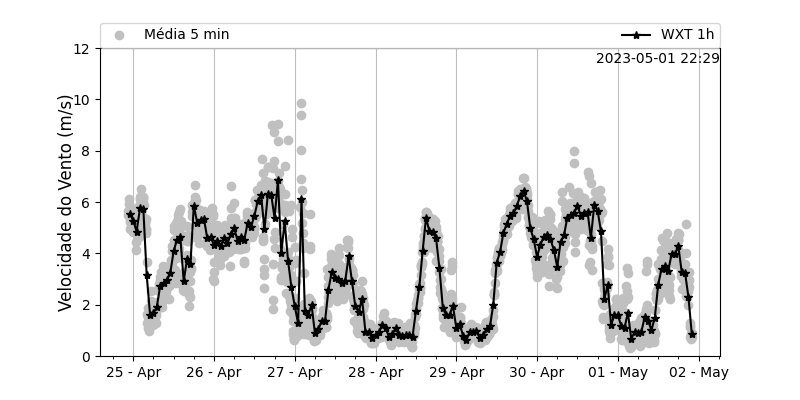 Média 5 min
WXT 1h
2023-05-01 22:29
Velocidade do Vento (m/s)
12
10
8
6
4
2
0
25 - Apr
26 - Apr
27 - Apr
28 - Apr
29 - Apr
30 - Apr
01 - May
02 - May